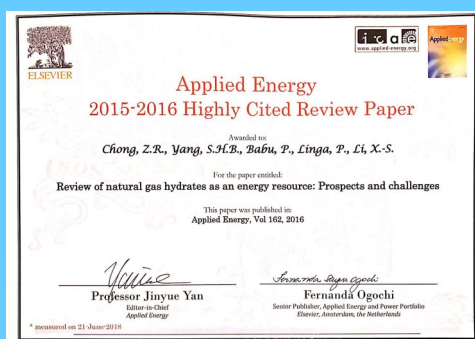 ELSEVIER
icae
www.applied-energy.org
AppliedEnergy
Applied Energy
2015-2016 Highly Cited Review Paper
Awarded to:
Chong, Z.R., Yang, S.H.B., Babu, P., Linga, P., Li, X.-S.
For the paper entitled:
Review of natural gas hydrates as an energy resource: Prospects and challenges
This paper was published in:
Applied Energy, Vol 162, 2016
Professor Jinyue Yan
Editor-in-Chief
Applied Energy
Fernanda Ogochi
Senior Publisher, Applied Energy and Power Portfolio
Elsevier, Amsterdam, the Netherlands
* measured on 21-June-2018